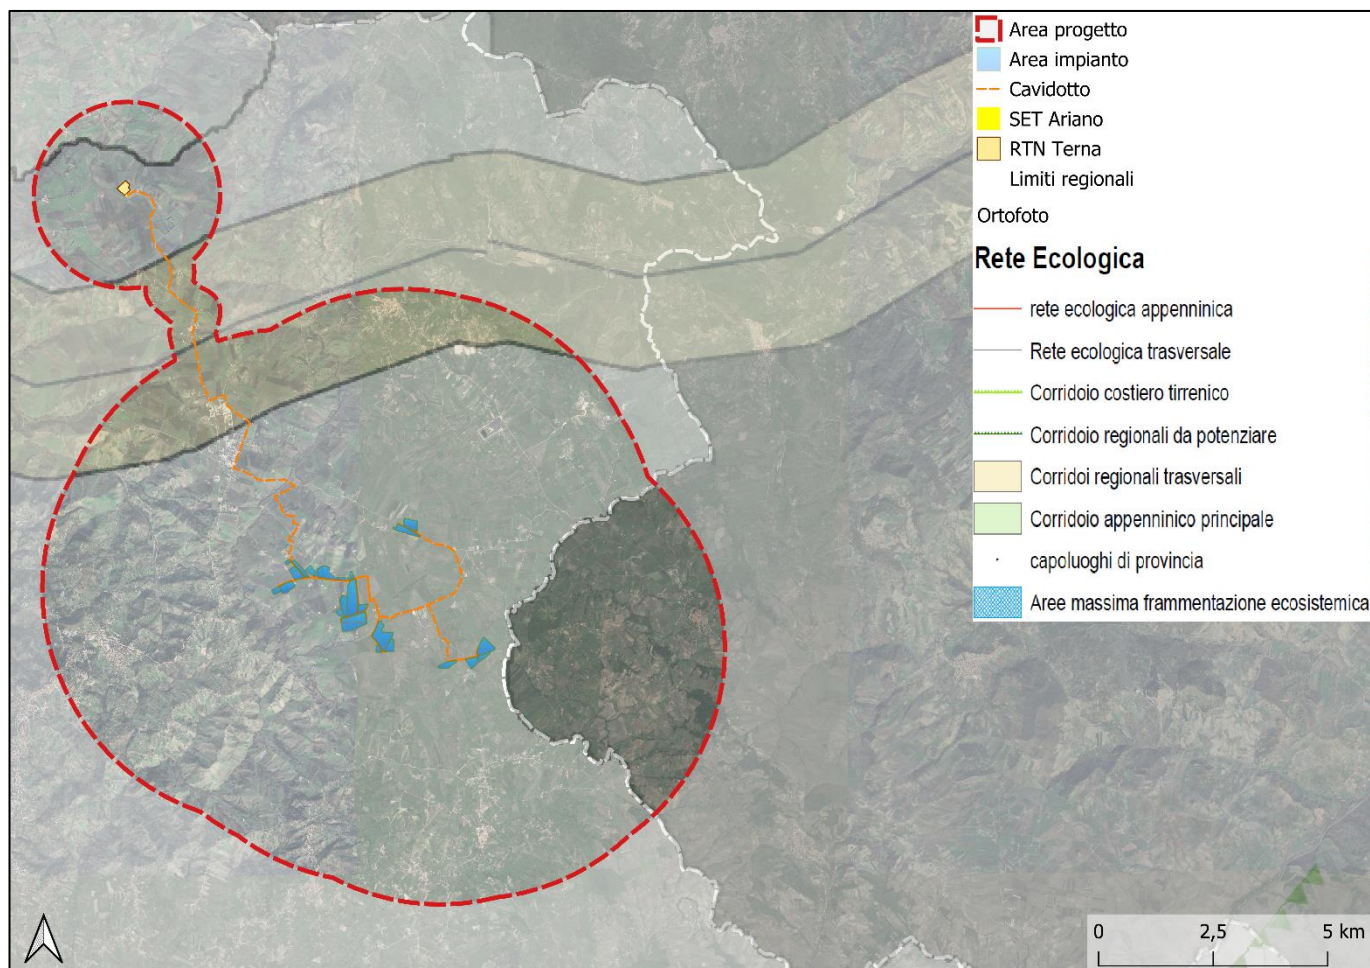 Area progetto
Area impianto
Cavidotto
SET Ariano
RTN Terna
Limiti regionali
Ortofoto
Rete Ecologica
rete ecologica appenninica
Rete ecologica trasversale
Corridoio costiero tirrenico
Corridoio regionali da potenziare
Corridoi regionali trasversali
Corridoio appenninico principale
capoluoghi di provincia
Aree massima frammentazione ecosistemica
0 2,5 5 km